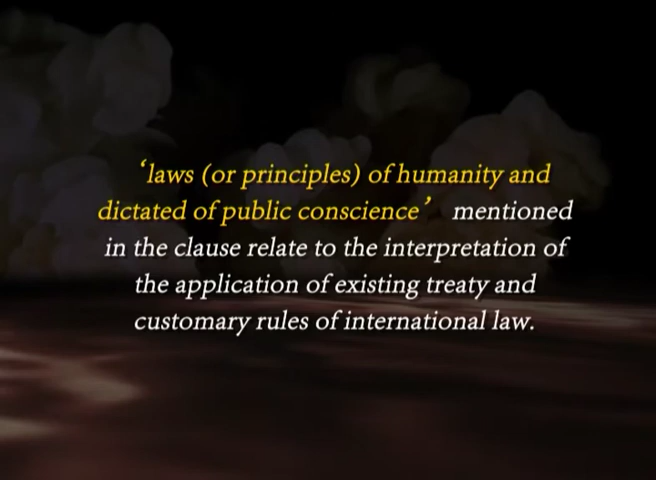 ‘laws (or principles) of humanity and
dictated of public conscience’ mentioned
in the clause relate to the interpretation of
the application of existing treaty and
customary rules of international law.